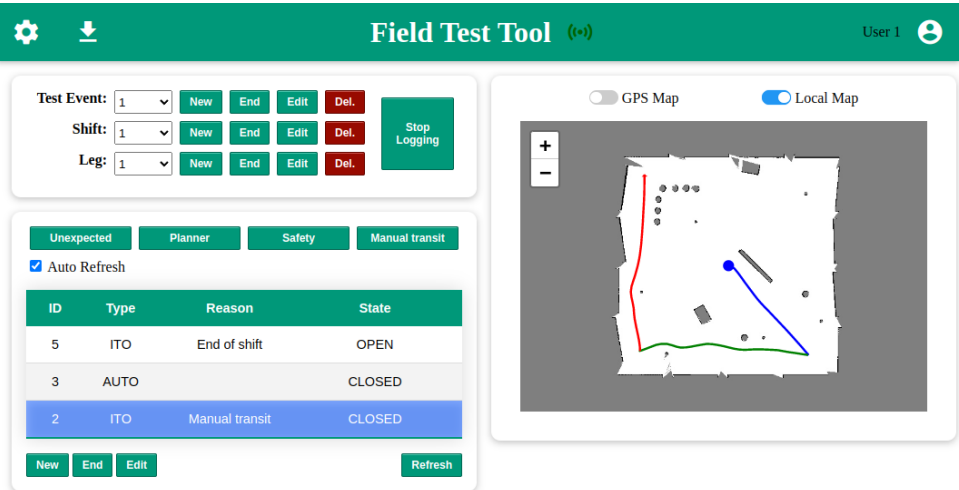 Field Test Tool
User 1
Test Event: 1 New End Edit Del.
Shift: 1 New End Edit Del.
Leg: 1 New End Edit Del.
Stop
Logging
Unexpected Planner Safety Manual transit
Auto Refresh
ID Type Reason State
5 ITO End of shift OPEN
3 AUTO CLOSED
2 ITO Manual transit CLOSED
New End Edit Refresh
GPS Map Local Map
+
−